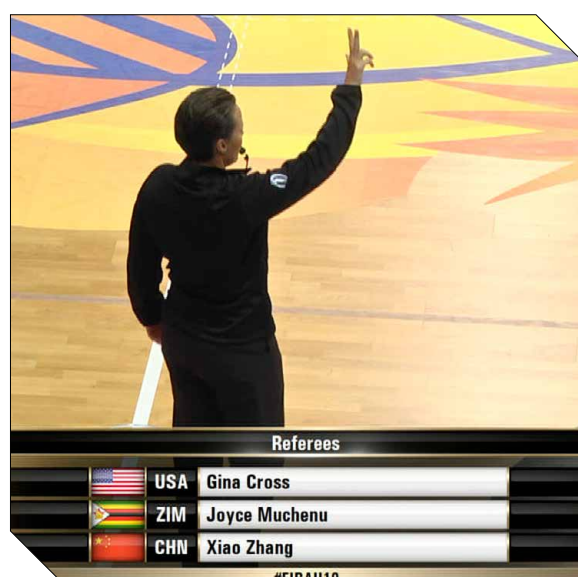 Referees
USA Gina Cross
ZIM Joyce Muchenu
CHN Xiao Zhang